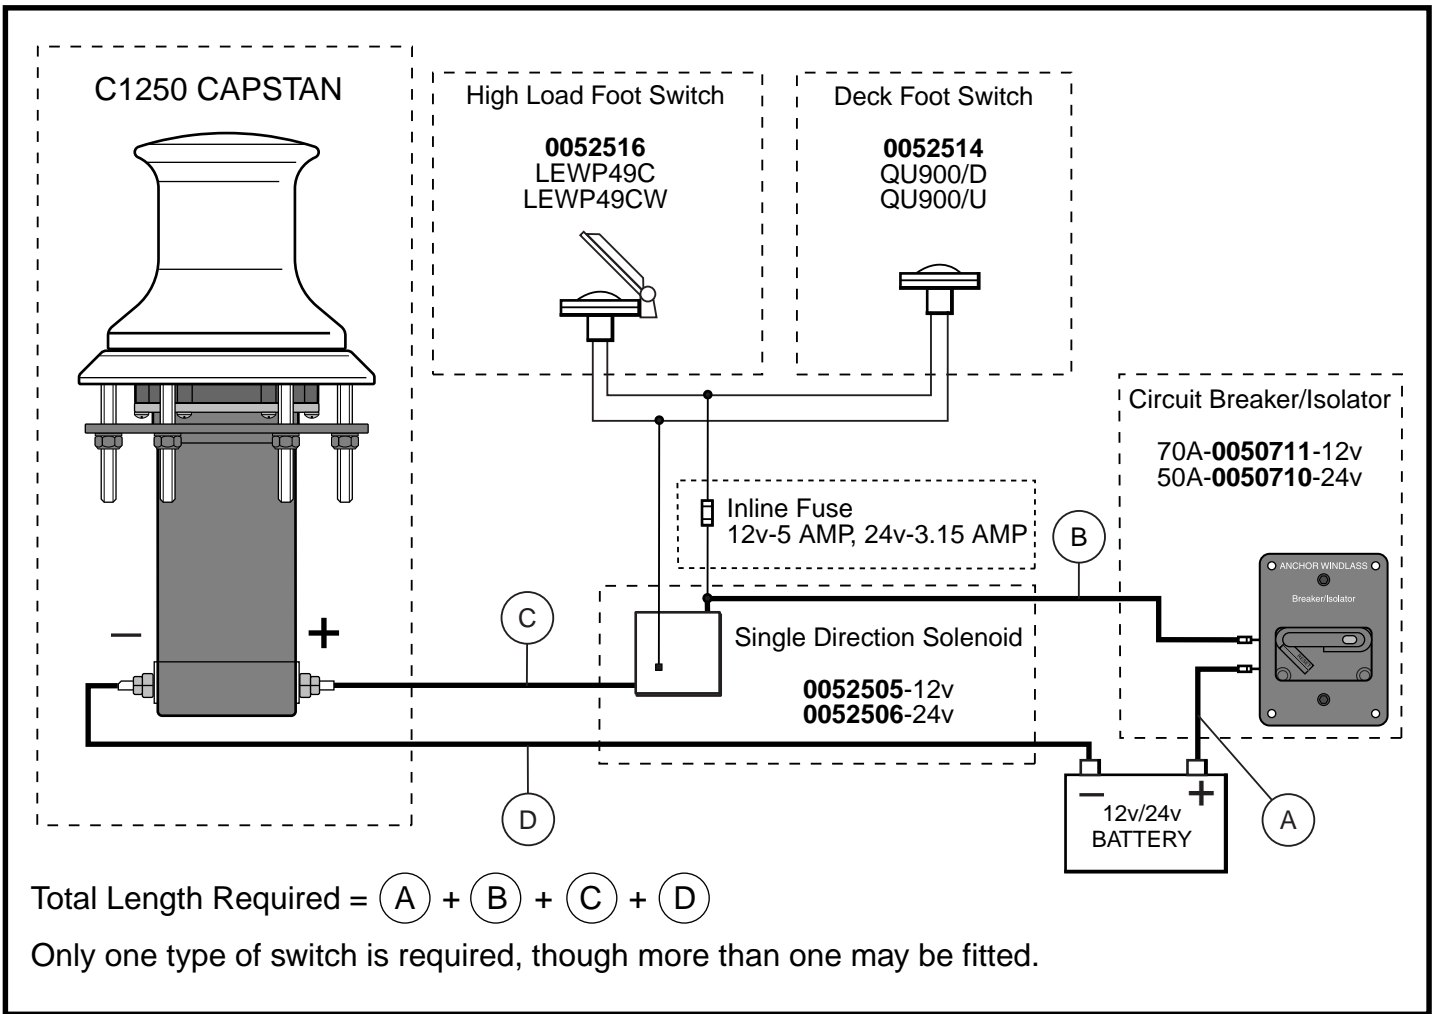 C1250 CAPSTAN
High Load Foot Switch
0052516
LEWP49C
LEWP49CW
Deck Foot Switch
0052514
QU900/D
QU900/U
Circuit Breaker/Isolator
70A-0050711-12v
50A-0050710-24v
Inline Fuse
12v-5 AMP, 24v-3.15 AMP
B
ANCHOR WINDLASS
Breaker/Isolator
C
– +
Single Direction Solenoid
0052505-12v
0052506-24v
D
– +
12v/24v
BATTERY
A
Total Length Required = A + B + C + D
Only one type of switch is required, though more than one may be fitted.